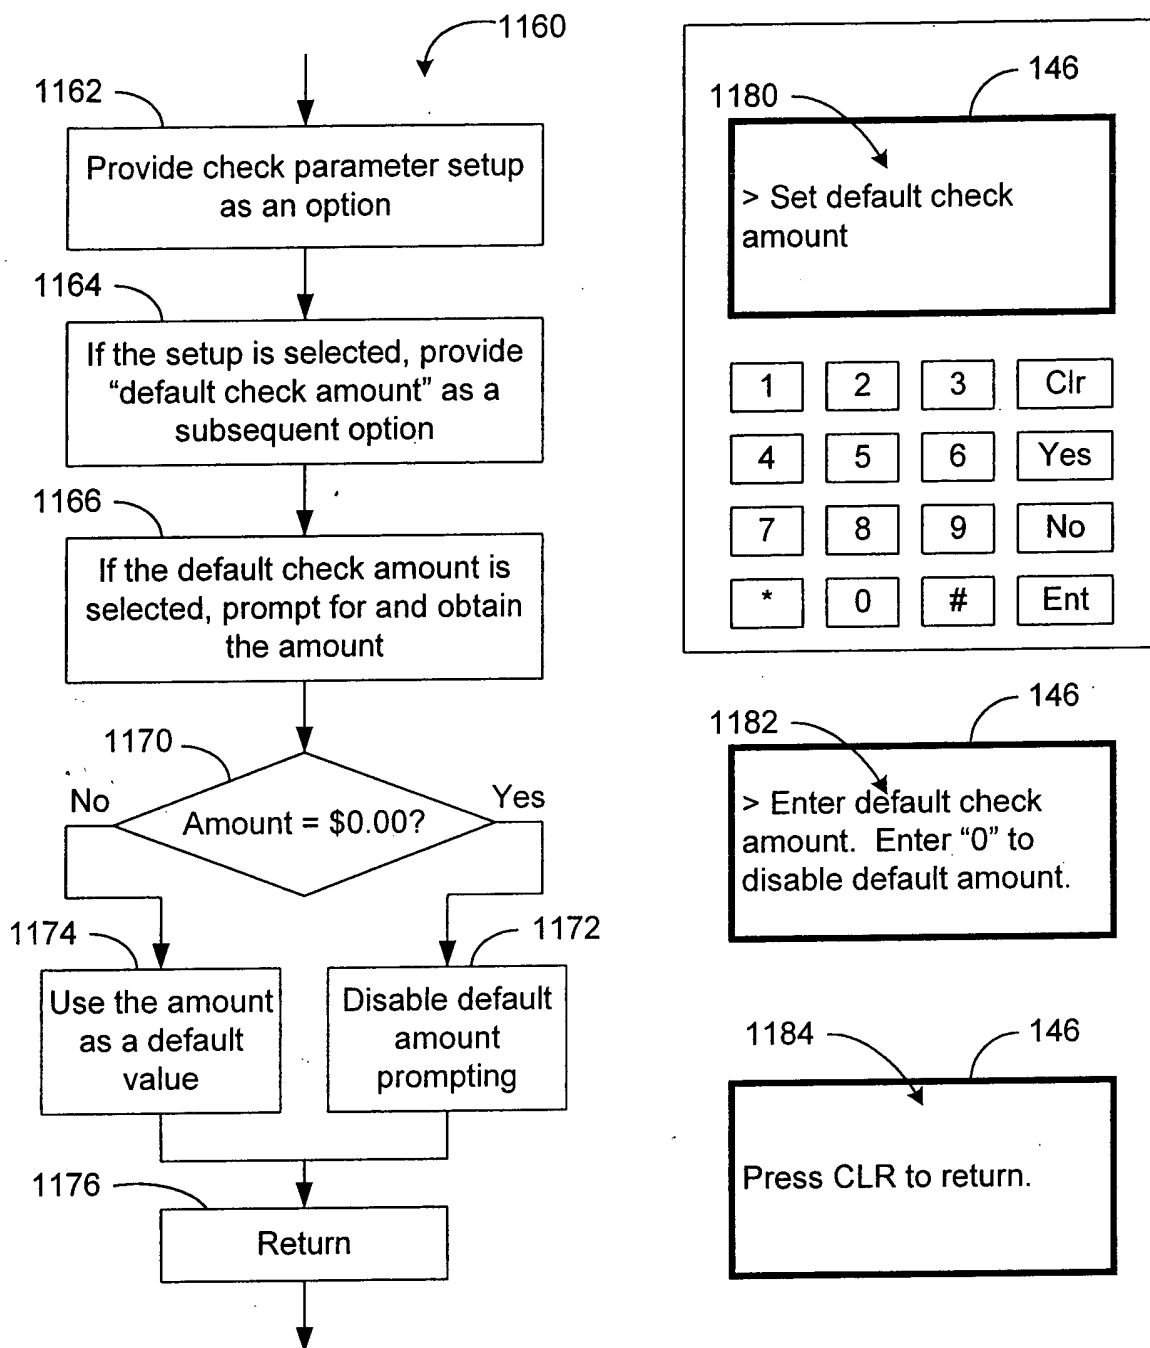 1160
1162
Provide check parameter setup
as an option
1164
If the setup is selected, provide
“default check amount” as a
subsequent option
1166
If the default check amount is
selected, prompt for and obtain
the amount
1170
No
Yes
Amount = $0.00?
1174
1172
Use the amount
as a default
value
Disable default
amount
prompting
1176
Return
1180
146
> Set default check
amount
1 2 3 Clr
4 5 6 Yes
7 8 9 No
* 0 # Ent
1182
146
> Enter default check
amount. Enter “0” to
disable default amount.
1184
146
Press CLR to return.